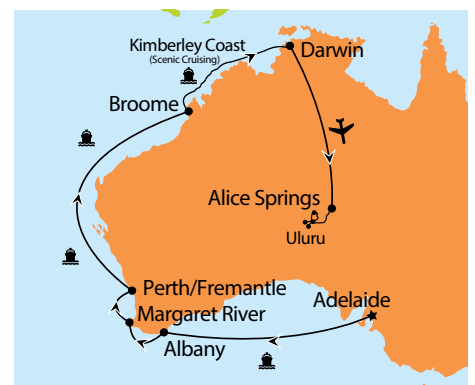 Kimberley Coast
(Scenic Cruising)
Darwin
Broome
Alice Springs
Uluru
Perth/Fremantle
Adelaide
Margaret River
Albany